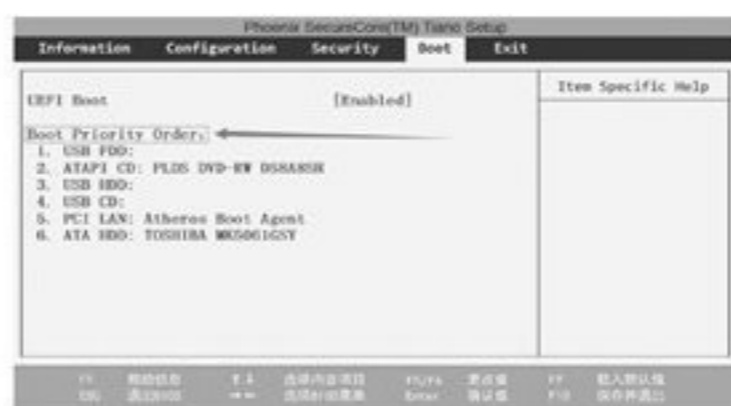 Phoenix SecureCore(TM) Tiano Setup
Information Configuration Security Boot Exit
Item Specific Help
UEFI Boot [Enabled]
Boot Priority Order:
1. USB FDD:
2. ATAPI CD: PLDS DVD-RW DS8A8SH
3. USB HDD:
4. USB CD:
5. PCI LAN: Atheros Boot Agent
6. ATA HDD: TOSHIBA MK5061GSY